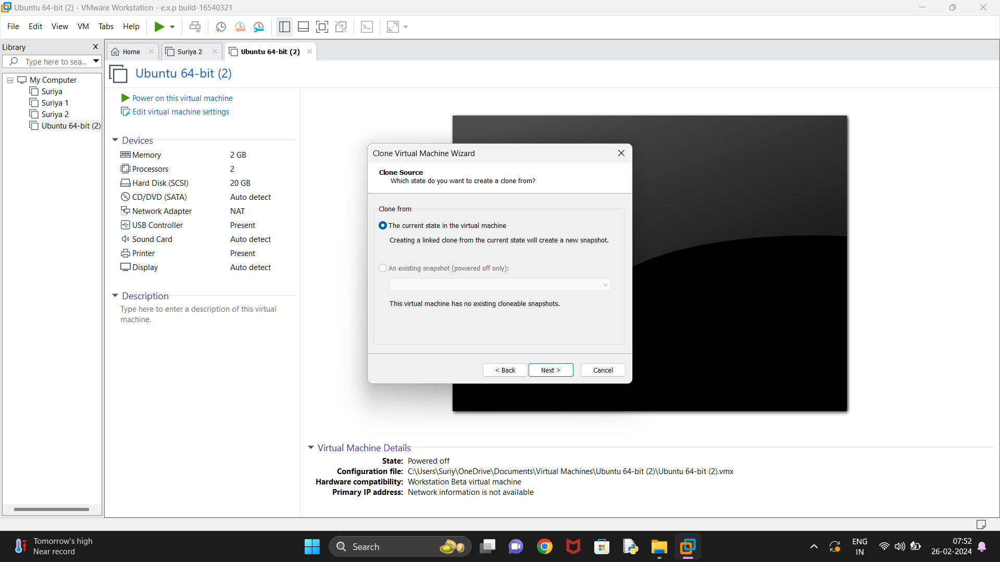 Ubuntu 64-bit (2) - VMware Workstation - e.x.p build-16540321
File Edit View VM Tabs Help
Library
Type here to sea...
My Computer
Suriya
Suriya 1
Suriya 2
Ubuntu 64-bit (2)
Home
Suriya 2
Ubuntu 64-bit (2)
Ubuntu 64-bit (2)
Power on this virtual machine
Edit virtual machine settings
Devices
Memory 2 GB
Processors 2
Hard Disk (SCSI) 20 GB
CD/DVD (SATA) Auto detect
Network Adapter NAT
USB Controller Present
Sound Card Auto detect
Printer Present
Display Auto detect
Description
Type here to enter a description of this virtual
machine.
Clone Virtual Machine Wizard
Clone Source
Which state do you want to create a clone from?
Clone from
The current state in the virtual machine
Creating a linked clone from the current state will create a new snapshot.
An existing snapshot (powered off only):
This virtual machine has no existing cloneable snapshots.
< Back Next > Cancel
Virtual Machine Details
State: Powered off
Configuration file: C:\Users\Suriy\OneDrive\Documents\Virtual Machines\Ubuntu 64-bit (2)\Ubuntu 64-bit (2).vmx
Hardware compatibility: Workstation Beta virtual machine
Primary IP address: Network information is not available
Tomorrow's high
Near record
Search
ENG
IN
07:52
26-02-2024